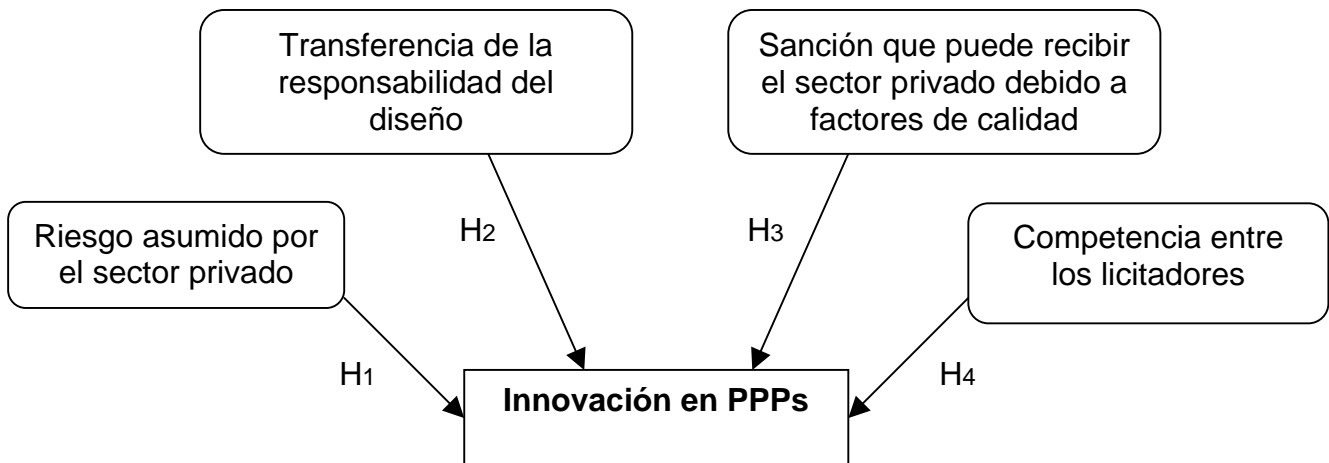 Transferencia de la
responsabilidad del
diseño
Sanción que puede recibir
el sector privado debido a
factores de calidad
Riesgo asumido por
el sector privado
H2
H3
Competencia entre
los licitadores
H1
H4
Innovación en PPPs